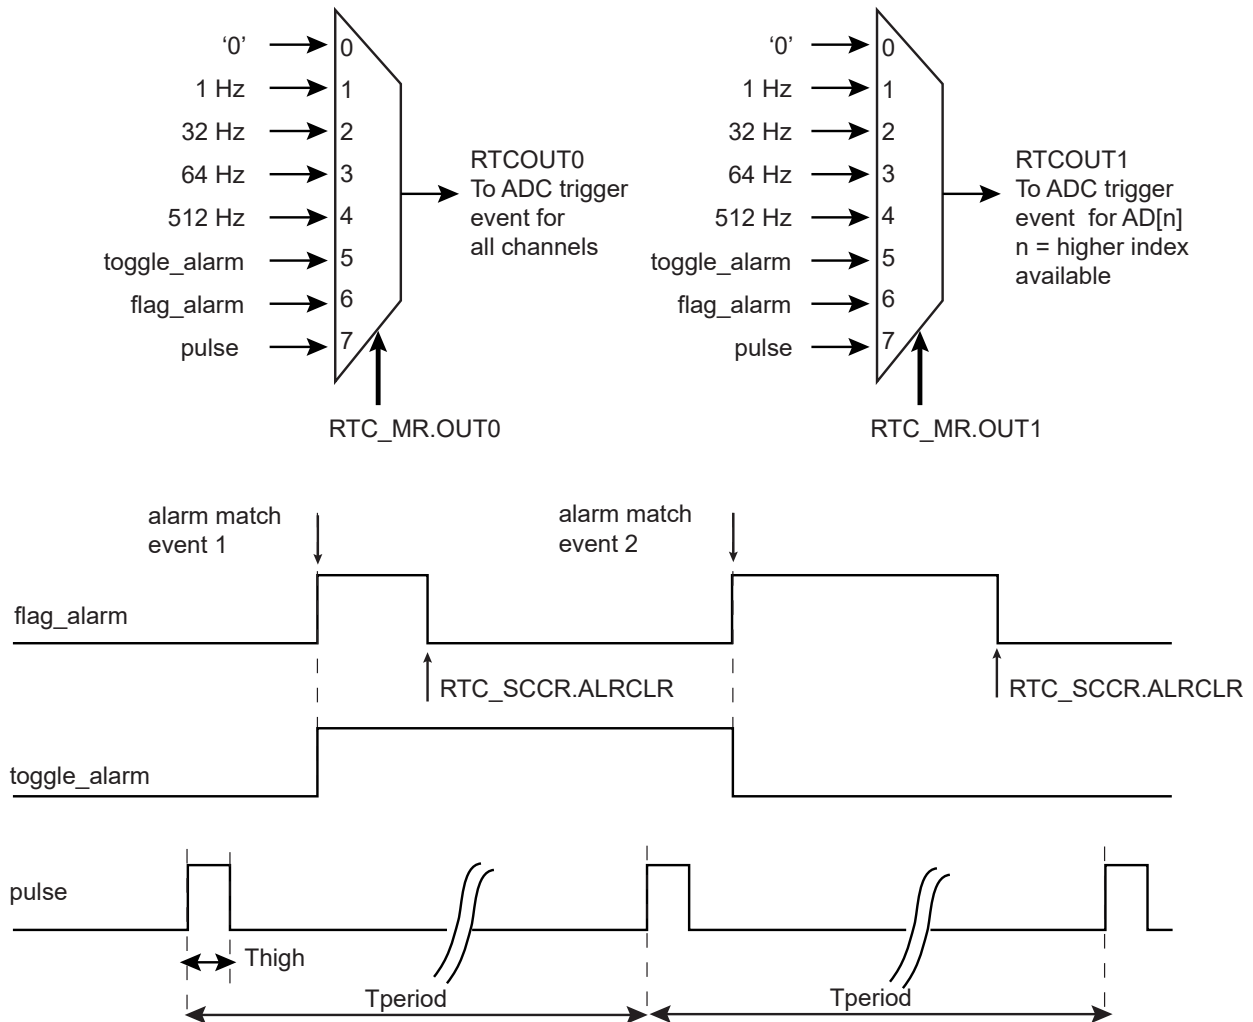 ‘0’
0
1 Hz
1
32 Hz
2
64 Hz
3
512 Hz
4
toggle_alarm
5
flag_alarm
6
pulse
7
RTCOUT0
To ADC trigger
event for
all channels
RTC_MR.OUT0
‘0’
0
1 Hz
1
32 Hz
2
64 Hz
3
512 Hz
4
toggle_alarm
5
flag_alarm
6
pulse
7
RTCOUT1
To ADC trigger
event for AD[n]
n = higher index
available
RTC_MR.OUT1
alarm match
event 1
alarm match
event 2
flag_alarm
RTC_SCCR.ALRCLR
RTC_SCCR.ALRCLR
toggle_alarm
pulse
Thigh
Tperiod
Tperiod